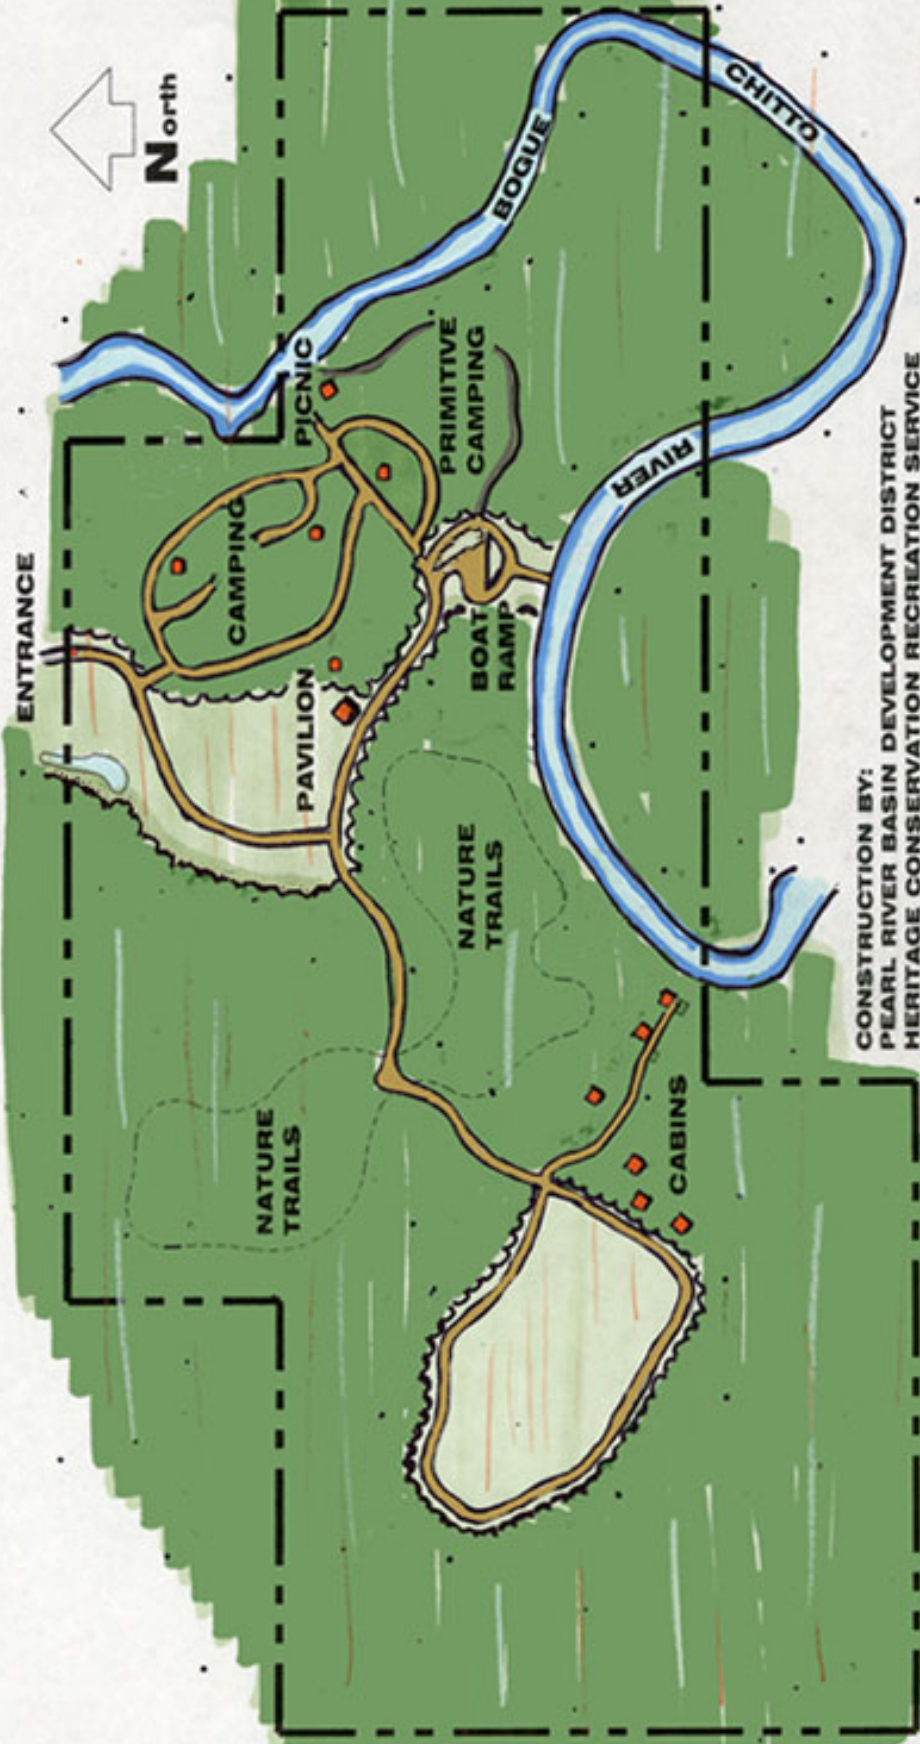 North
ENTRANCE
CAMPING
PICNIC
PAVILION
PRIMITIVE
CAMPING
BOAT
RAMP
BOGUE
CHITTO
RIVER
NATURE
TRAILS
NATURE
TRAILS
CABINS
CONSTRUCTION BY:
PEARL RIVER BASIN DEVELOPMENT DISTRICT
HERITAGE CONSERVATION RECREATION SERVICE